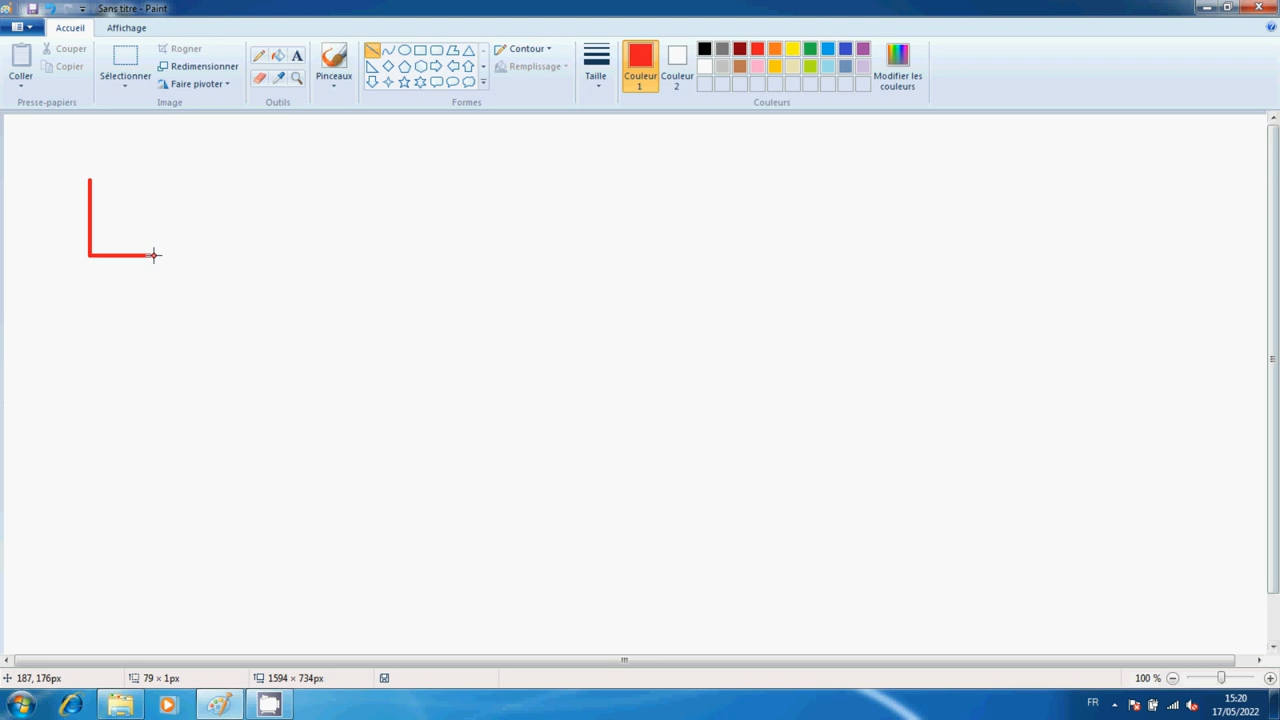 Sans titre - Paint
Accueil Affichage
Coller
Couper
Copier
Presse-papiers
Sélectionner
Rogner
Redimensionner
Faire pivoter
Image
A
Outils
Pinceaux
Contour
Remplissage
Formes
Taille
Couleur
1
Couleur
2
Modifier les
couleurs
Couleurs
187, 176px 79 × 1px 1594 × 734px 100 %
FR 15:20
17/05/2022